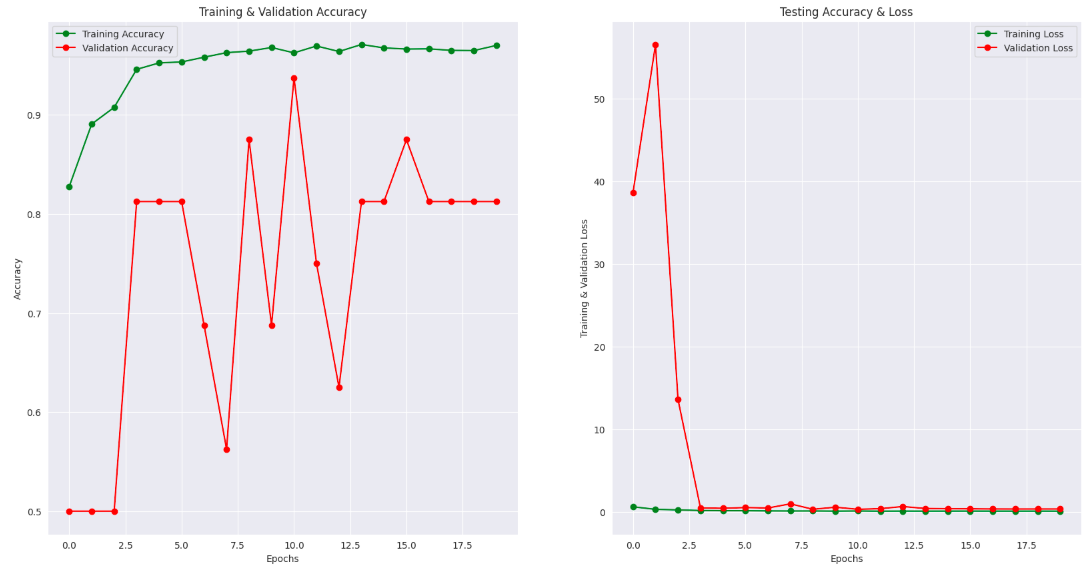 Training & Validation Accuracy
Training Accuracy
Validation Accuracy
0.9
0.8
0.7
0.6
0.5
Accuracy
0.0 2.5 5.0 7.5 10.0 12.5 15.0 17.5
Epochs
Testing Accuracy & Loss
Training Loss
Validation Loss
50
40
30
20
10
0
Training & Validation Loss
0.0 2.5 5.0 7.5 10.0 12.5 15.0 17.5
Epochs